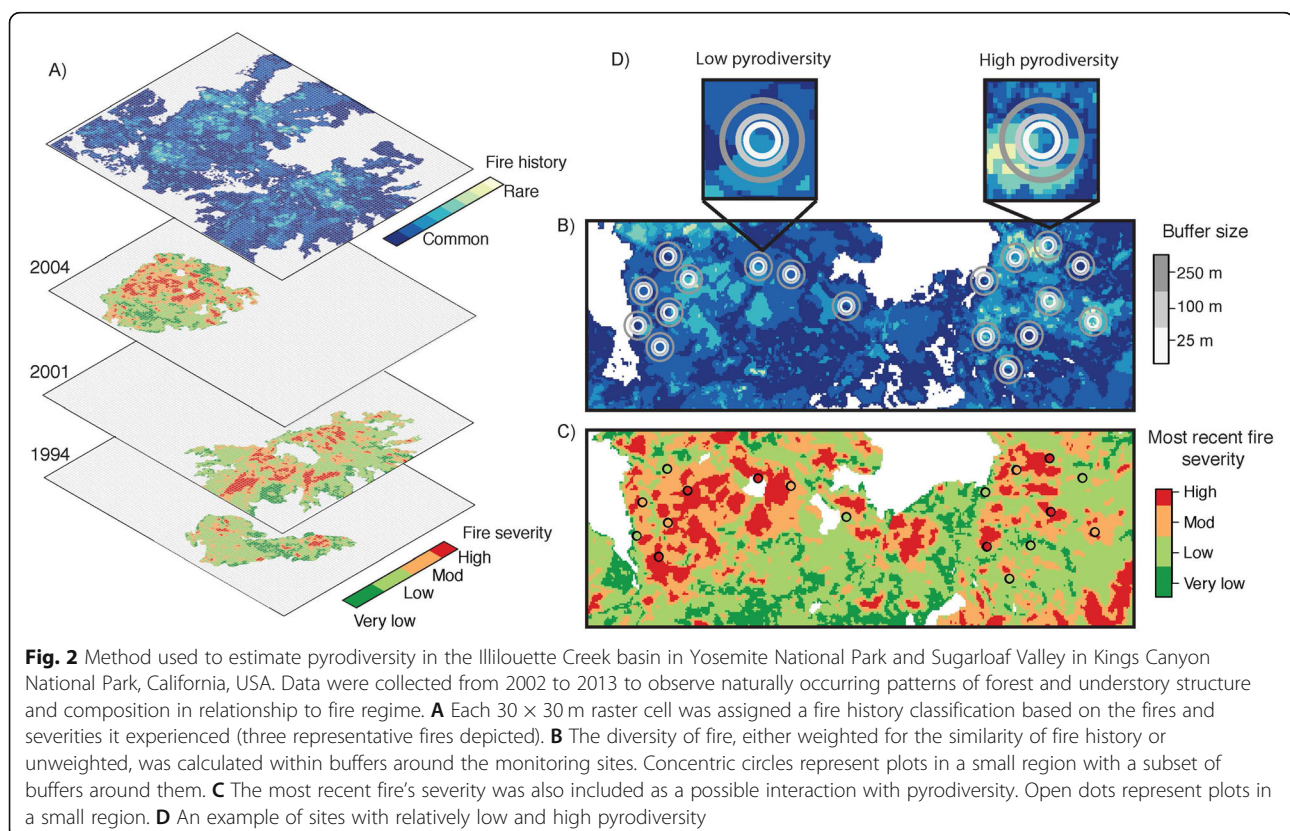 A)
Fire history
Rare
Common
2004
2001
1994
Fire severity
High
Mod
Low
Very low
D)
Low pyrodiversity
High pyrodiversity
B)
Buffer size
250 m
100 m
25 m
C)
Most recent fire
severity
High
Mod
Low
Very low
Fig. 2 Method used to estimate pyrodiversity in the Illilouette Creek basin in Yosemite National Park and Sugarloaf Valley in Kings Canyon
National Park, California, USA. Data were collected from 2002 to 2013 to observe naturally occurring patterns of forest and understory structure
and composition in relationship to fire regime. A Each 30 × 30 m raster cell was assigned a fire history classification based on the fires and
severities it experienced (three representative fires depicted). B The diversity of fire, either weighted for the similarity of fire history or
unweighted, was calculated within buffers around the monitoring sites. Concentric circles represent plots in a small region with a subset of
buffers around them. C The most recent fire's severity was also included as a possible interaction with pyrodiversity. Open dots represent plots in
a small region. D An example of sites with relatively low and high pyrodiversity